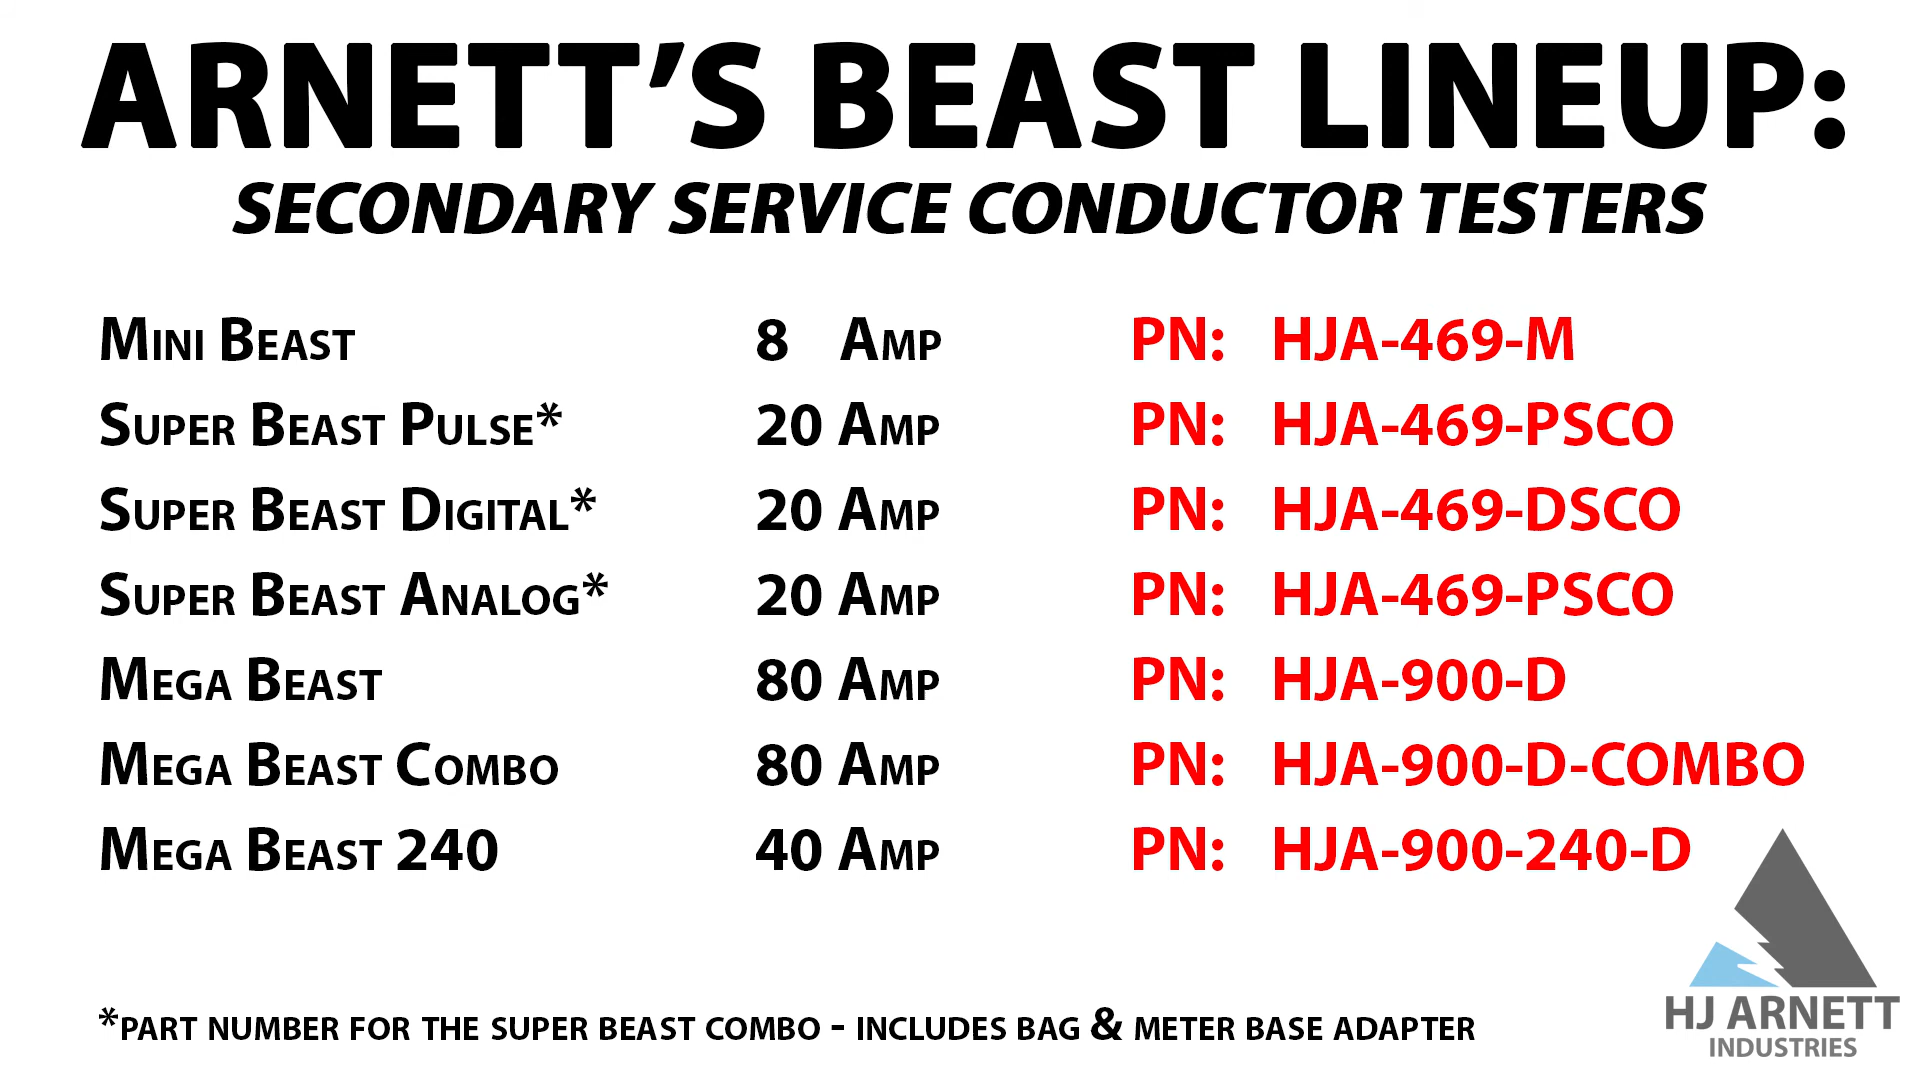 ARNETT'S BEAST LINEUP:
SECONDARY SERVICE CONDUCTOR TESTERS
MINI BEAST 8 AMP PN: HJA-469-M
SUPER BEAST PULSE* 20 AMP PN: HJA-469-PSCO
SUPER BEAST DIGITAL* 20 AMP PN: HJA-469-DSCO
SUPER BEAST ANALOG* 20 AMP PN: HJA-469-PSCO
MEGA BEAST 80 AMP PN: HJA-900-D
MEGA BEAST COMBO 80 AMP PN: HJA-900-D-COMBO
MEGA BEAST 240 40 AMP PN: HJA-900-240-D
*PART NUMBER FOR THE SUPER BEAST COMBO - INCLUDES BAG & METER BASE ADAPTER
HJ ARNETT
INDUSTRIES